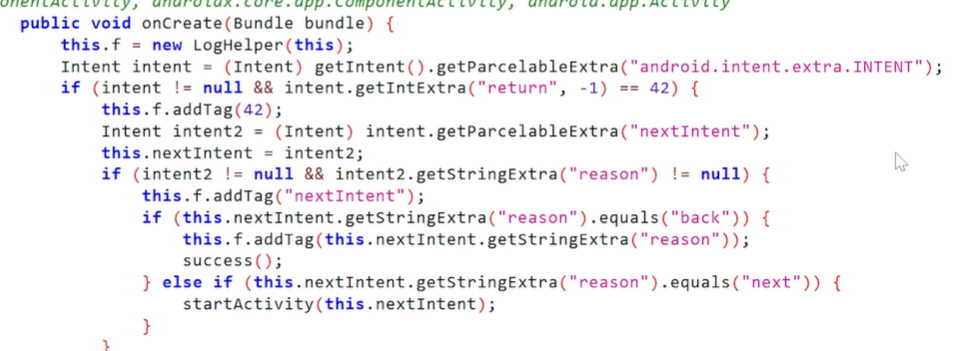 onentActivity, androidx.core.app.ComponentActivity, android.app.Activity
public void onCreate(Bundle bundle) {
this.f = new LogHelper(this);
Intent intent = (Intent) getIntent().getParcelableExtra("android.intent.extra.INTENT");
if (intent != null && intent.getIntExtra("return", -1) == 42) {
this.f.addTag(42);
Intent intent2 = (Intent) intent.getParcelableExtra("nextIntent");
this.nextIntent = intent2;
if (intent2 != null && intent2.getStringExtra("reason") != null) {
this.f.addTag("nextIntent");
if (this.nextIntent.getStringExtra("reason").equals("back")) {
this.f.addTag(this.nextIntent.getStringExtra("reason"));
success();
} else if (this.nextIntent.getStringExtra("reason").equals("next")) {
startActivity(this.nextIntent);
}
}